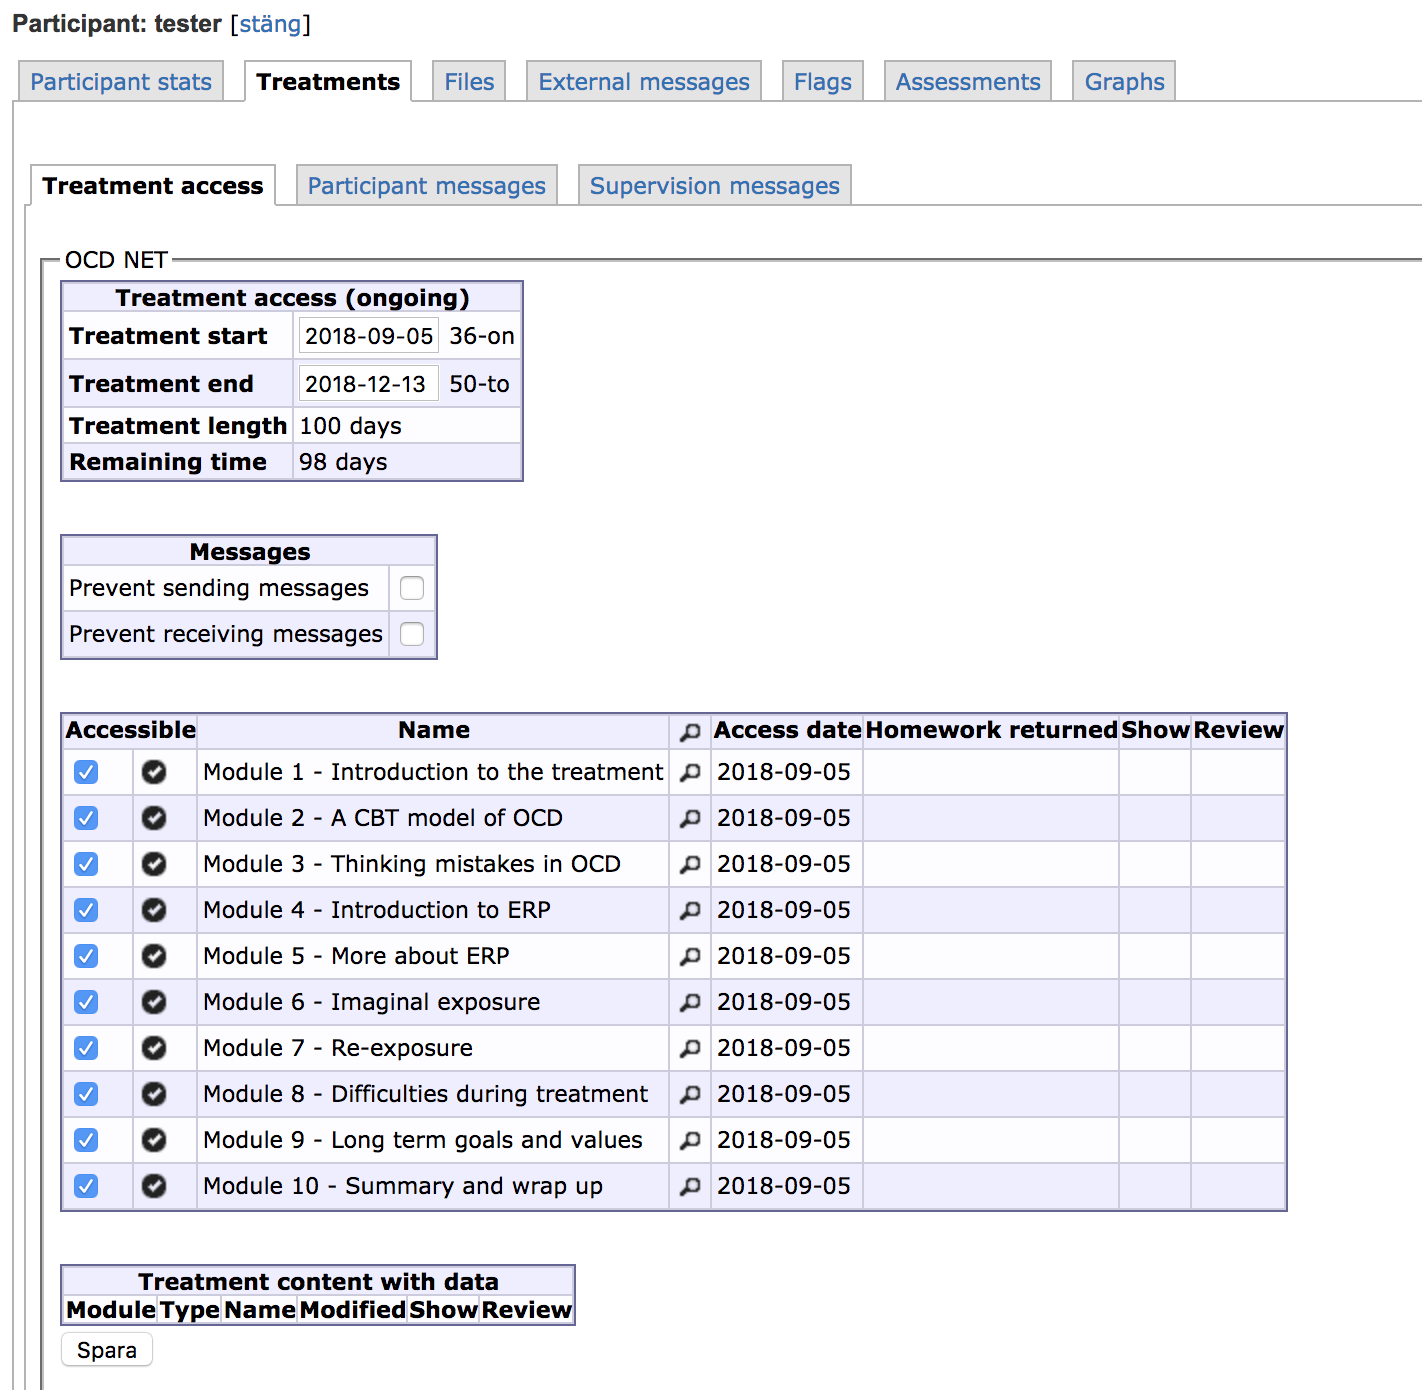 Participant: tester [stäng]
Participant stats Treatments Files External messages Flags Assessments Graphs
Treatment access Participant messages Supervision messages
OCD NET
Treatment access (ongoing)
Treatment start 2018-09-05 36-on
Treatment end 2018-12-13 50-to
Treatment length 100 days
Remaining time 98 days
Messages
Prevent sending messages
Prevent receiving messages
Accessible Name Access date Homework returned Show Review
Module 1 - Introduction to the treatment 2018-09-05
Module 2 - A CBT model of OCD 2018-09-05
Module 3 - Thinking mistakes in OCD 2018-09-05
Module 4 - Introduction to ERP 2018-09-05
Module 5 - More about ERP 2018-09-05
Module 6 - Imaginal exposure 2018-09-05
Module 7 - Re-exposure 2018-09-05
Module 8 - Difficulties during treatment 2018-09-05
Module 9 - Long term goals and values 2018-09-05
Module 10 - Summary and wrap up 2018-09-05
Treatment content with data
Module Type Name Modified Show Review
Spara